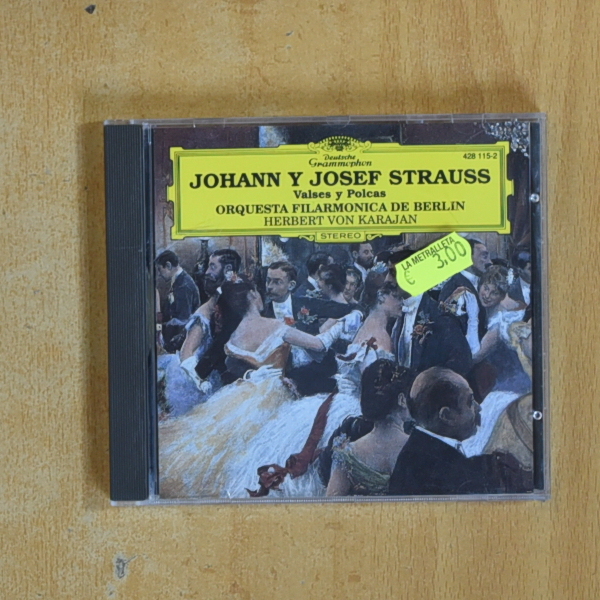 Deutsche
Grammophon
428 115-2
JOHANN Y JOSEF STRAUSS
Valses y Polcas
ORQUESTA FILARMONICA DE BERLIN
HERBERT VON KARAJAN
STEREO
LA METRALLETA
€ 3,00